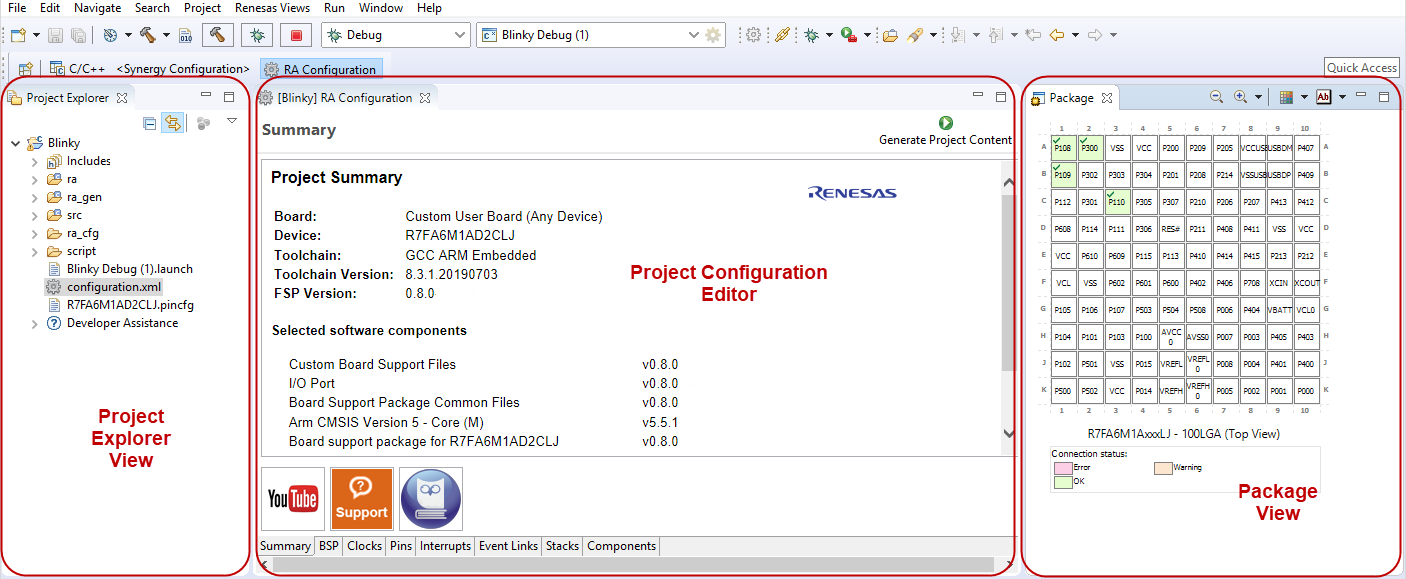 File Edit Navigate Search Project Renesas Views Run Window Help
010
Debug
Blinky Debug (1)
C/C++ <Synergy Configuration> RA Configuration
Quick Access
Project Explorer
Blinky
Includes
ra
ra_gen
src
ra_cfg
script
Blinky Debug (1).launch
configuration.xml
R7FA6M1AD2CLJ.pincfg
Developer Assistance
Project
Explorer
View
[Blinky] RA Configuration
Summary
Generate Project Content
Project Summary
RENESAS
Board: Custom User Board (Any Device)
Device: R7FA6M1AD2CLJ
Toolchain: GCC ARM Embedded
Toolchain Version: 8.3.1.20190703
FSP Version: 0.8.0
Project Configuration
Editor
Selected software components
Custom Board Support Files v0.8.0
I/O Port v0.8.0
Board Support Package Common Files v0.8.0
Arm CMSIS Version 5 - Core (M) v5.5.1
Board support package for R7FA6M1AD2CLJ v0.8.0
YouTube
Support
Summary BSP Clocks Pins Interrupts Event Links Stacks Components
Package
Ab
1 2 3 4 5 6 7 8 9 10
A P108 P300 VSS VCC P200 P209 P205 VCCUSB USBDM P407 A
B P109 P302 P303 P304 P201 P208 P214 VSSUSB USBDP P409 B
C P112 P301 P110 P305 P307 P210 P206 P207 P413 P412 C
D P608 P114 P111 P306 RES# P211 P408 P411 VSS VCC D
E VCC P610 P609 P115 P113 P410 P414 P415 P213 P212 E
F VCL VSS P602 P601 P600 P402 P406 P708 XCIN XCOUT F
G P105 P106 P107 P503 P504 P508 P006 P404 VBATT VCL0 G
H P104 P101 P103 P100 AVCC0 AVSS0 P007 P003 P405 P403 H
J P102 P501 VSS P015 VREFL VREFL0 P008 P004 P401 P400 J
K P500 P502 VCC P014 VREFH VREFH0 P005 P002 P001 P000 K
1 2 3 4 5 6 7 8 9 10
R7FA6M1AxxxLJ - 100LGA (Top View)
Connection status:
Error Warning
OK
Package
View